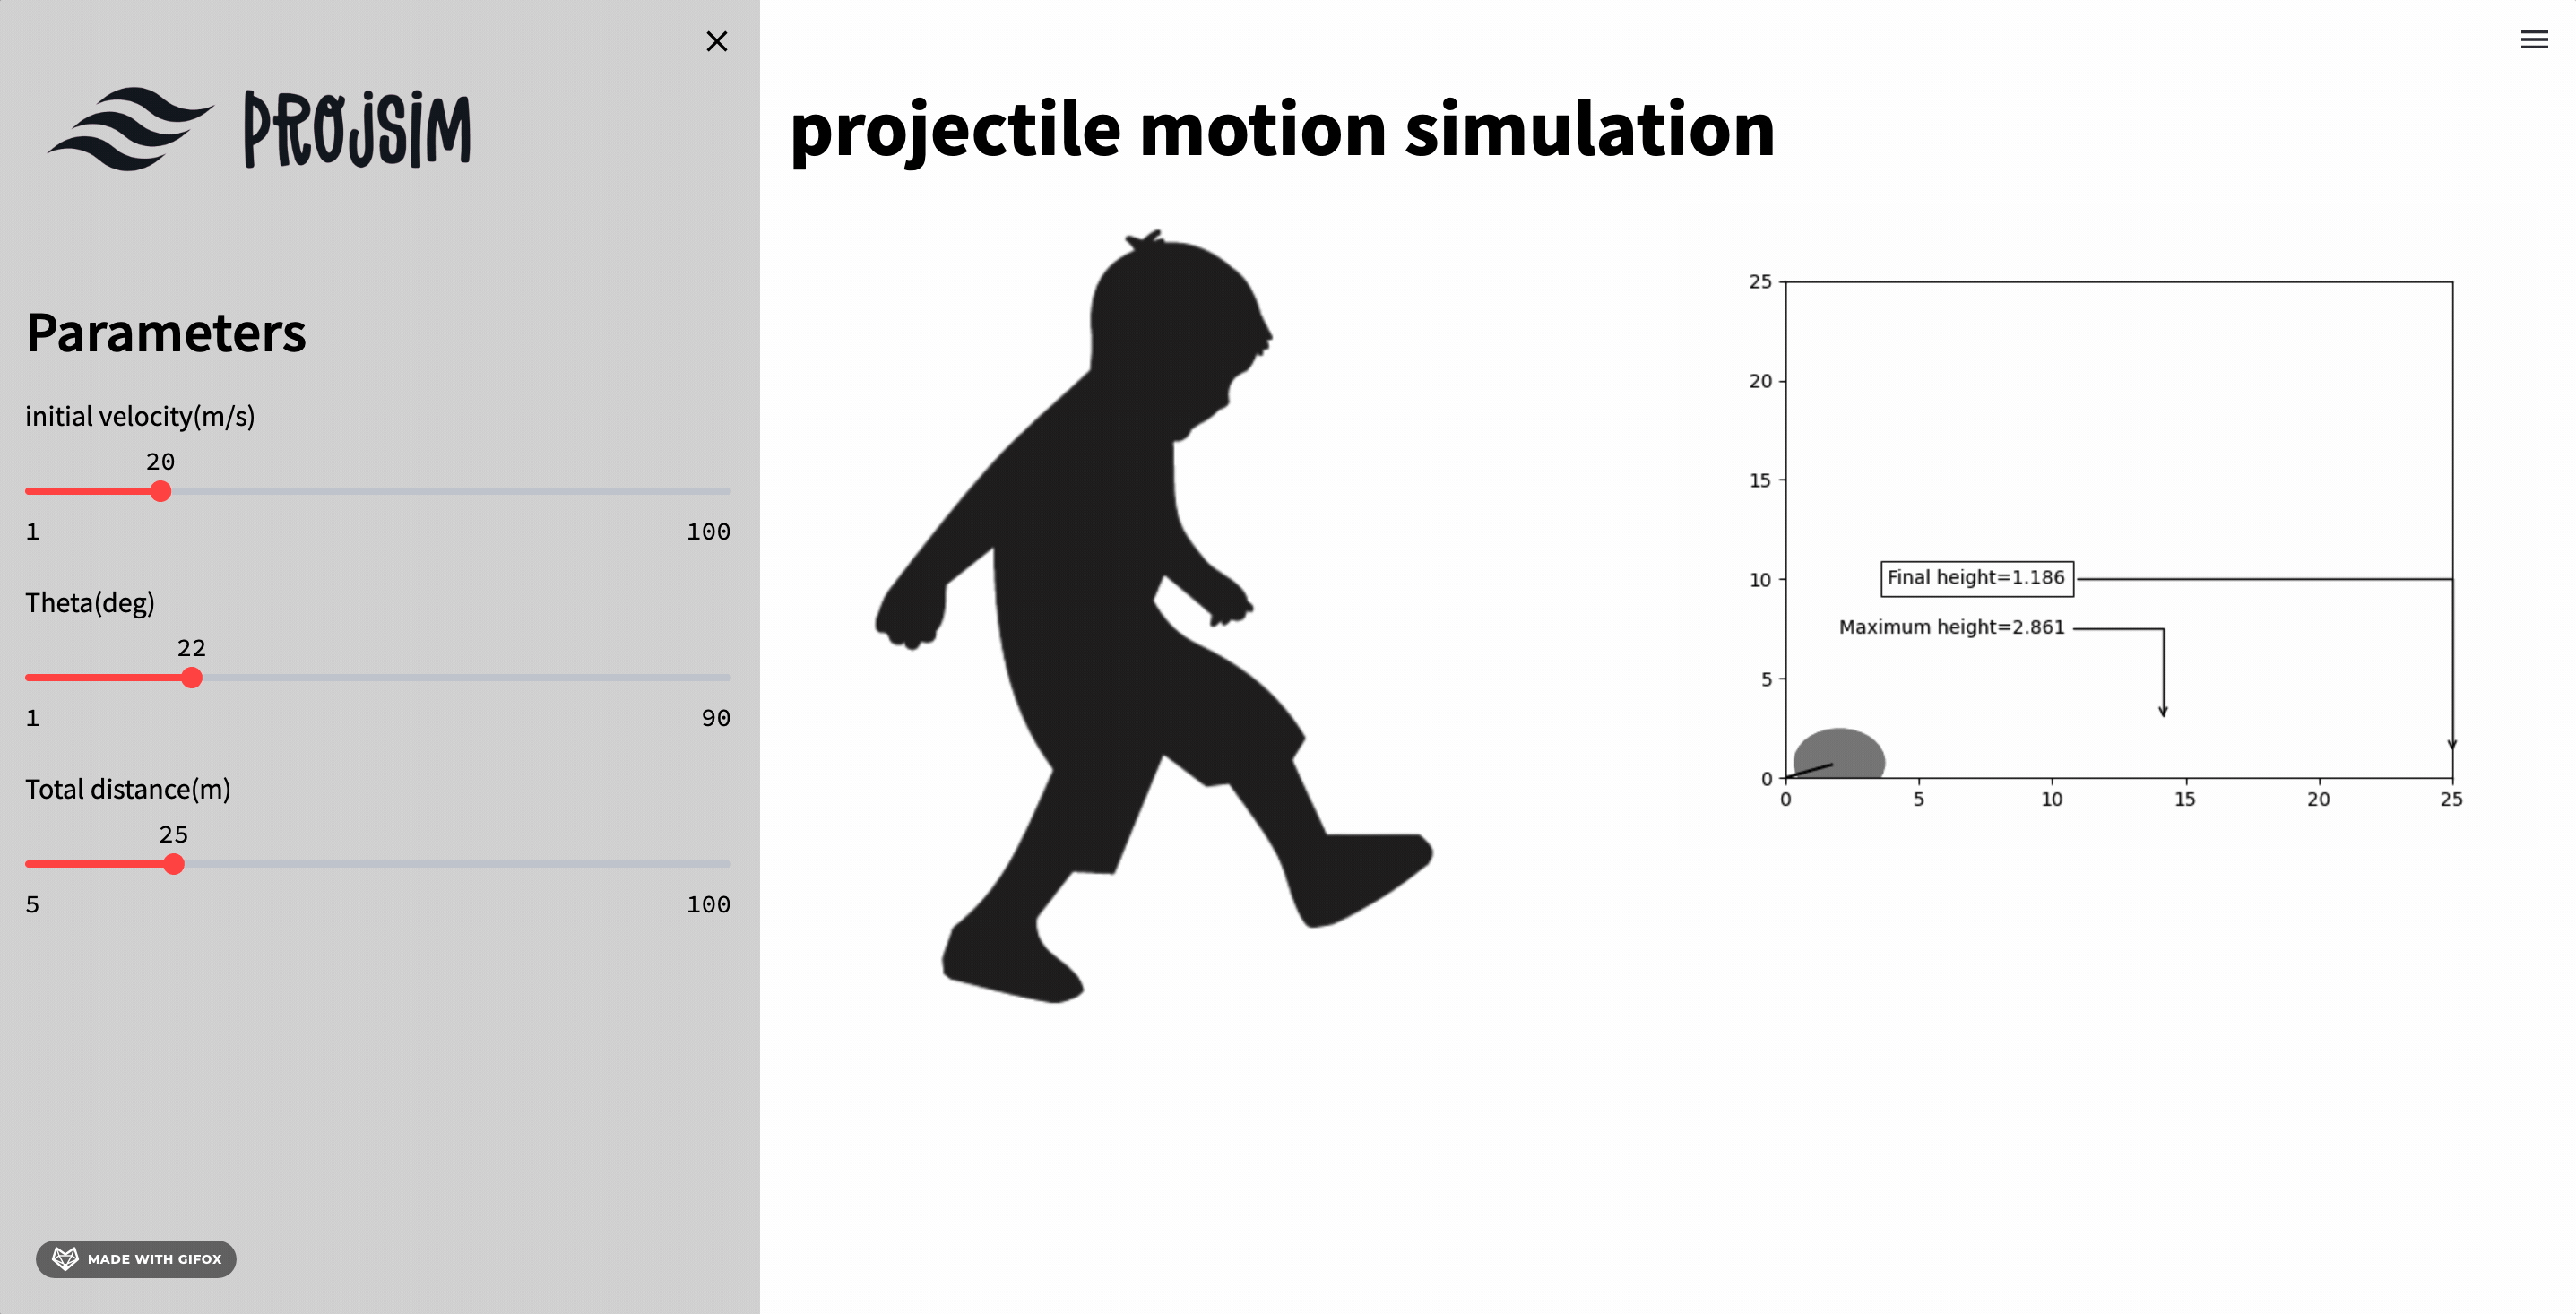 PROJSIM
Parameters
initial velocity(m/s)
20
1 100
Theta(deg)
22
1 90
Total distance(m)
25
5 100
MADE WITH GIFOX
projectile motion simulation
25
20
15
10
5
0
Final height=1.186
Maximum height=2.861
0 5 10 15 20 25